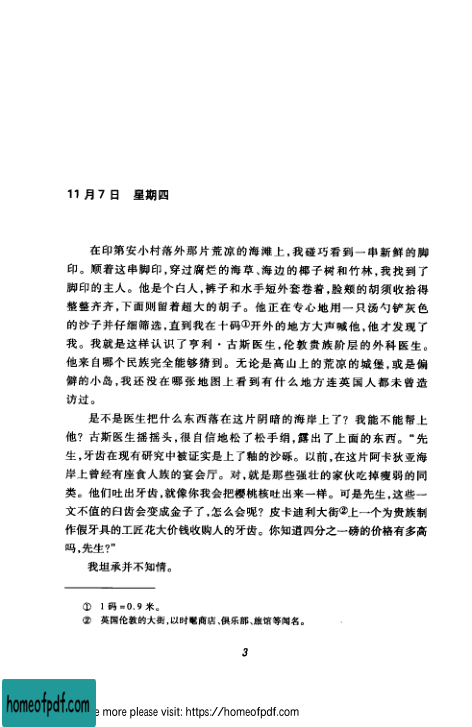 11月7日 星期四
在印第安小村落外那片荒凉的海滩上,我碰巧看到一串新鲜的脚
印。顺着这串脚印,穿过腐烂的海草、海边的椰子树和竹林,我找到了
脚印的主人。他是个白人,裤子和水手短外套卷着,脸颊的胡须收拾得
整整齐齐,下面则留着超大的胡子。他正在专心地用一只汤勺铲灰色
的沙子并仔细筛选,直到我在十码①开外的地方大声喊他,他才发现了
我。我就是这样认识了亨利·古斯医生,伦敦贵族阶层的外科医生。
他来自哪个民族完全能够猜到。无论是高山上的荒凉的城堡,或是偏
僻的小岛,我还没在哪张地图上看到有什么地方连英国人都未曾造
访过。
是不是医生把什么东西落在这片阴暗的海岸上了?我能不能帮上
他?古斯医生摇摇头,很自信地松了松手绢,露出了上面的东西。“先
生,牙齿在现有研究中被证实是上了釉的沙砾。以前,在这片阿卡狄亚海
岸上曾经有座食人族的宴会厅。对,就是那些强壮的家伙吃掉瘦弱的同
类。他们吐出牙齿,就像你我会把樱桃核吐出来一样。可是先生,这些一
文不值的臼齿会变成金子了,怎么会呢?皮卡迪利大街②上一个为贵族制
作假牙具的工匠花大价钱收购人的牙齿。你知道四分之一磅的价格有多高
吗,先生?”
我坦承并不知情。
① 1码=0.9米。
② 英国伦敦的大街,以时髦商店、俱乐部、旅馆等闻名。
3
homeofpdf.com
e more please visit: https://homeofpdf.com